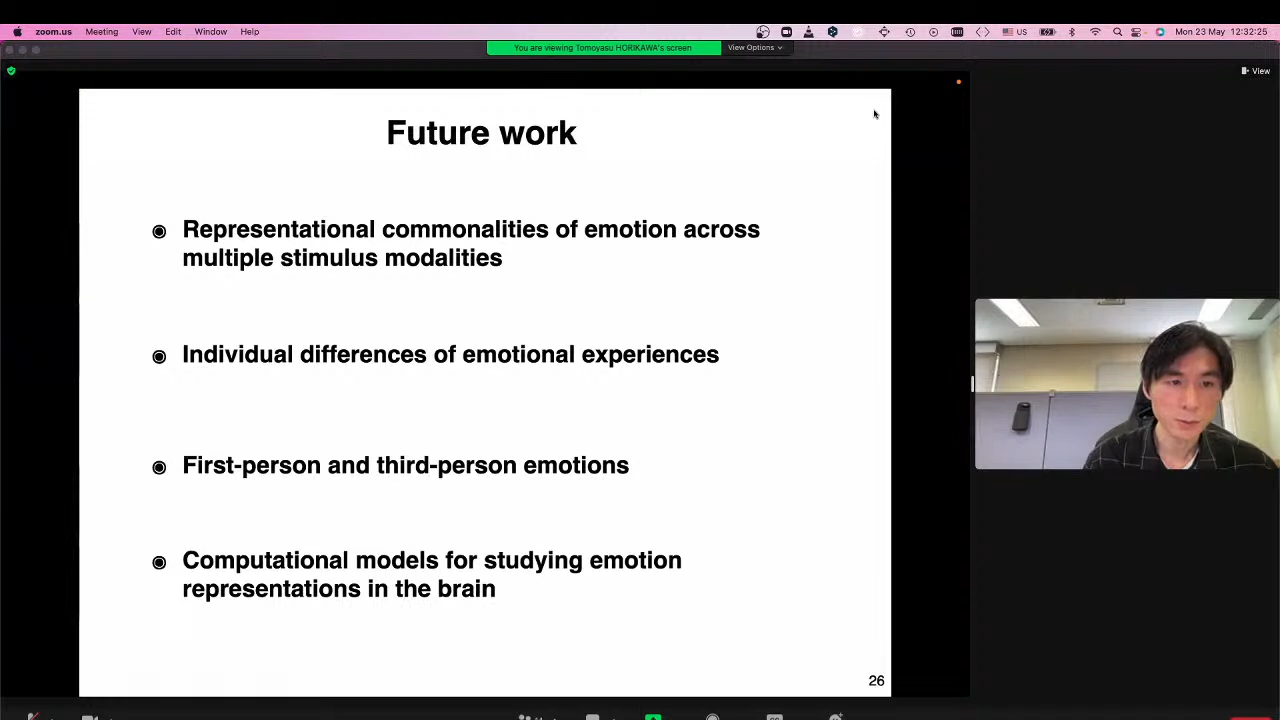 zoom.us Meeting View Edit Window Help US Mon 23 May 12:32:25
You are viewing Tomoyasu HORIKAWA's screen View Options
View
Future work
Representational commonalities of emotion across
multiple stimulus modalities
Individual differences of emotional experiences
First-person and third-person emotions
Computational models for studying emotion
representations in the brain
26